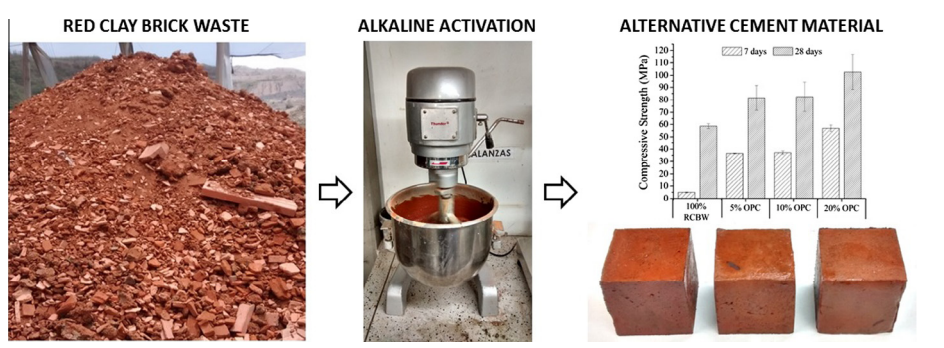 RED CLAY BRICK WASTE
ALKALINE ACTIVATION
ALTERNATIVE CEMENT MATERIAL
ALANZAS
Compressive Strength (MPa)
7 days
28 days
120
110
100
90
80
70
60
50
40
30
20
10
0
100%
RCBW
5% OPC
10% OPC
20% OPC